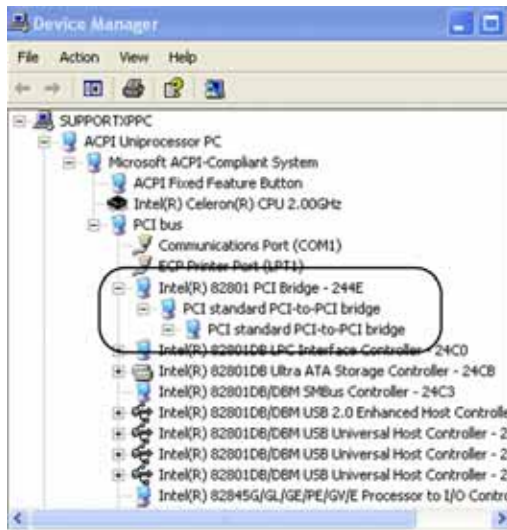 Device Manager
File Action View Help
SUPPORTXPPC
ACPI Uniprocessor PC
Microsoft ACPI-Compliant System
ACPI Fixed Feature Button
Intel(R) Celeron(R) CPU 2.00GHz
PCI bus
Communications Port (COM1)
ECP Printer Port (LPT1)
Intel(R) 82801 PCI Bridge - 244E
PCI standard PCI-to-PCI bridge
PCI standard PCI-to-PCI bridge
Intel(R) 82801DB LPC Interface Controller - 24C0
Intel(R) 82801DB Ultra ATA Storage Controller - 24CB
Intel(R) 82801DB/DBM SMBus Controller - 24C3
Intel(R) 82801DB/DBM USB 2.0 Enhanced Host Controlle
Intel(R) 82801DB/DBM USB Universal Host Controller - 2
Intel(R) 82801DB/DBM USB Universal Host Controller - 2
Intel(R) 82801DB/DBM USB Universal Host Controller - 2
Intel(R) 82845G/GL/GE/PE/GV/E Processor to I/O Contro